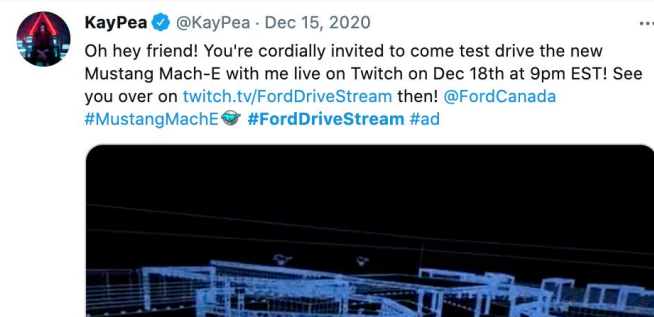 KayPea @KayPea · Dec 15, 2020
Oh hey friend! You're cordially invited to come test drive the new
Mustang Mach-E with me live on Twitch on Dec 18th at 9pm EST! See
you over on twitch.tv/FordDriveStream then! @FordCanada
#MustangMachE #FordDriveStream #ad